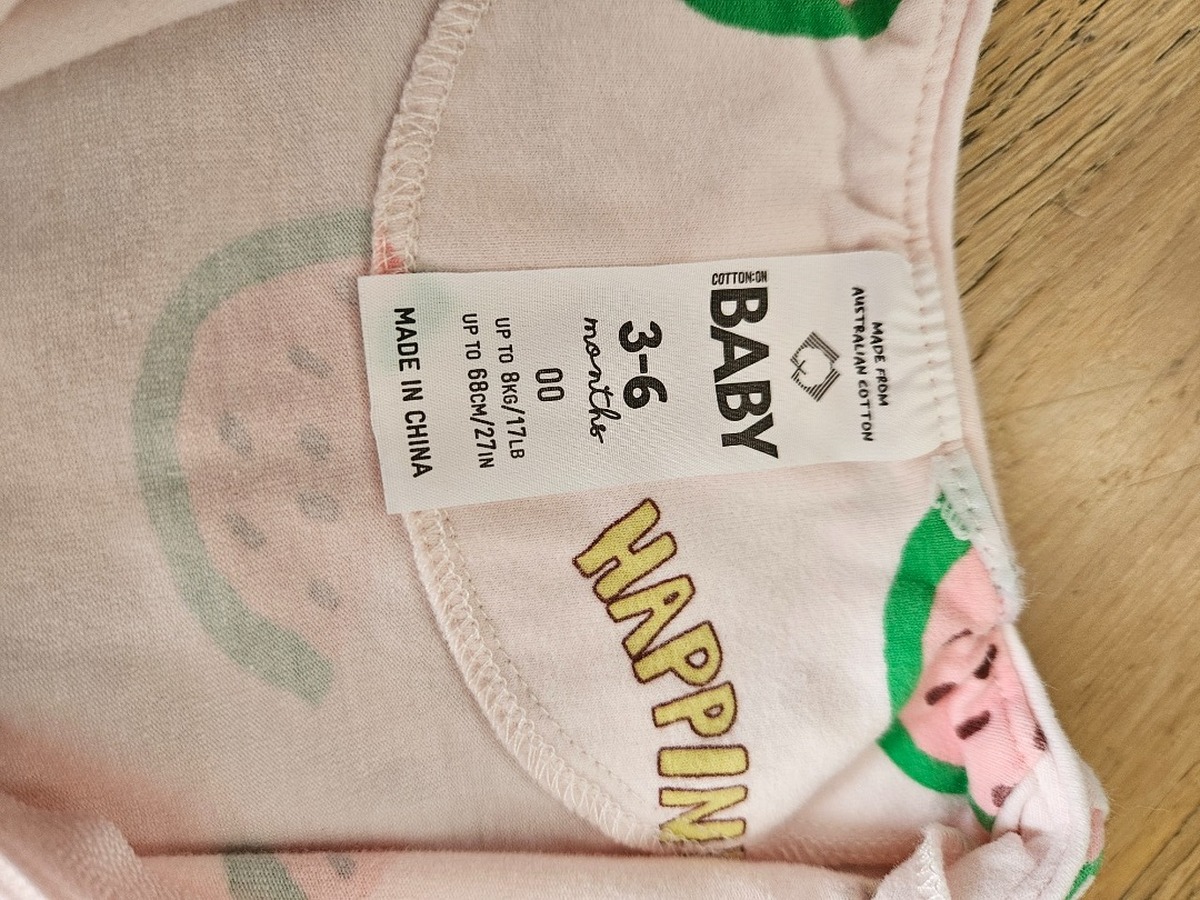 MADE FROM
AUSTRALIAN COTTON
COTTON:ON
BABY
3-6
months
00
UP TO 8KG/17LB
UP TO 68CM/27IN
MADE IN CHINA
HAPPIN